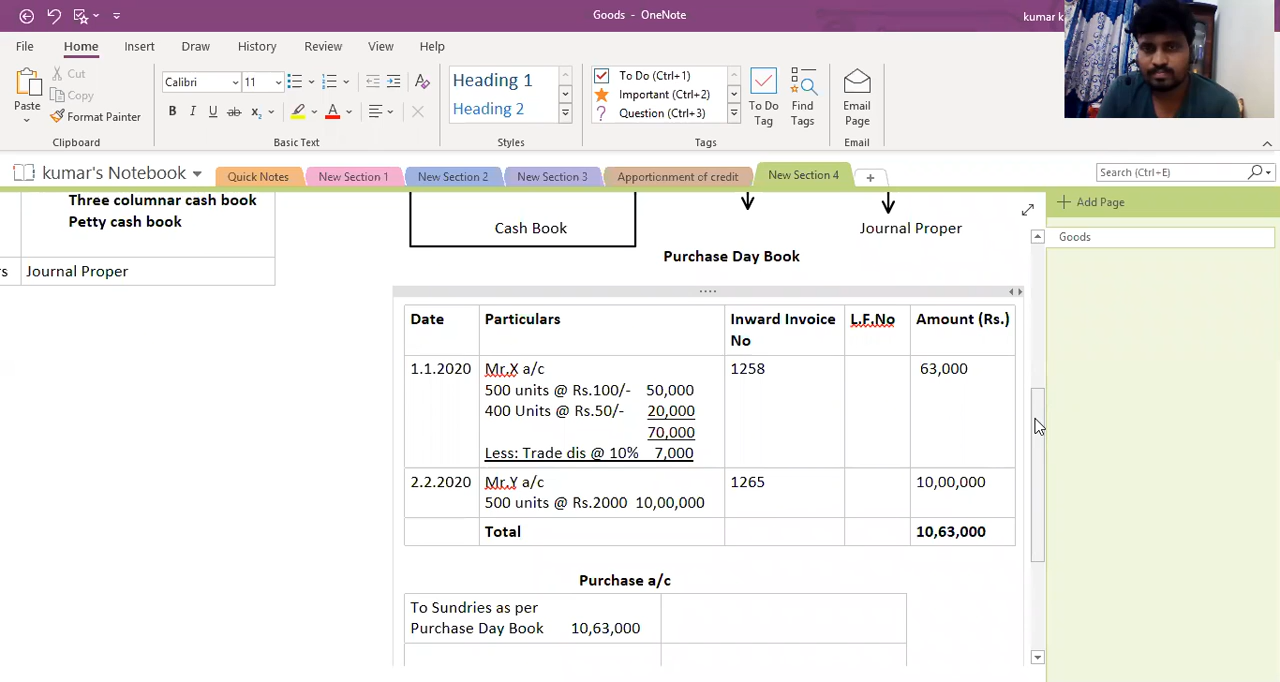 Goods - OneNote
kumar k
File Home Insert Draw History Review View Help
Paste
Cut
Copy
Format Painter
Clipboard
Calibri 11
B I U ab x₂ A
Basic Text
Heading 1
Heading 2
Styles
To Do (Ctrl+1)
Important (Ctrl+2)
? Question (Ctrl+3)
To Do Tag
Find Tags
Tags
Email Page
Email
kumar's Notebook
Quick Notes New Section 1 New Section 2 New Section 3 Apportionment of credit New Section 4 +
Search (Ctrl+E)
Add Page
Goods
Three columnar cash book
Petty cash book
s Journal Proper
Cash Book
Journal Proper
Purchase Day Book
Date Particulars Inward Invoice No L.F.No Amount (Rs.)
1.1.2020 Mr.X a/c 1258 63,000
500 units @ Rs.100/- 50,000
400 Units @ Rs.50/- 20,000
70,000
Less: Trade dis @ 10% 7,000
2.2.2020 Mr.Y a/c 1265 10,00,000
500 units @ Rs.2000 10,00,000
Total 10,63,000
Purchase a/c
To Sundries as per
Purchase Day Book 10,63,000